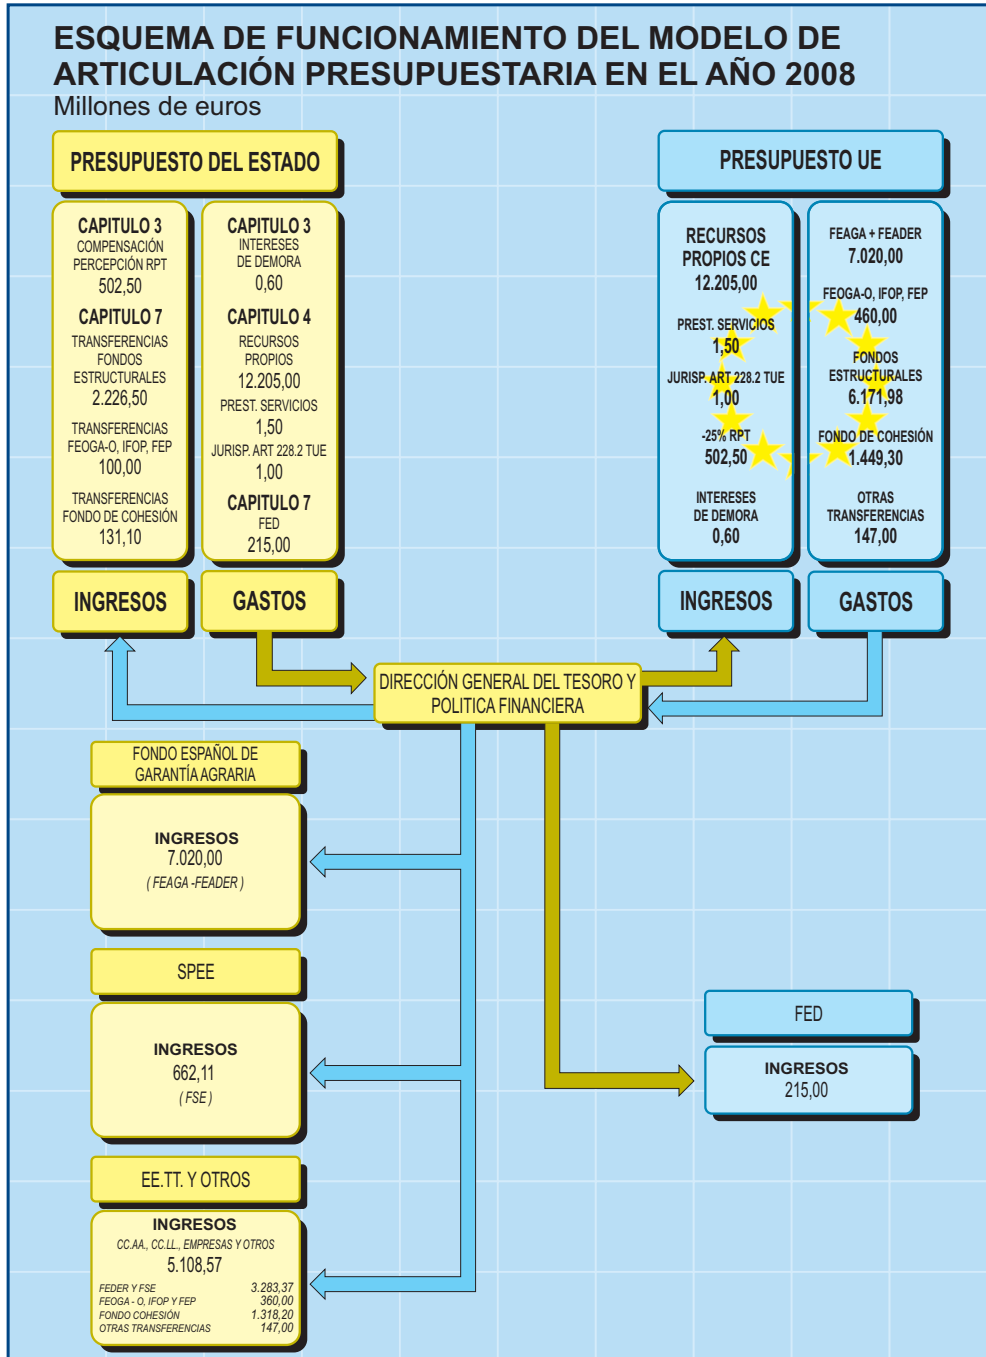 ESQUEMA DE FUNCIONAMIENTO DEL MODELO DE
ARTICULACIÓN PRESUPUESTARIA EN EL AÑO 2008
Millones de euros
PRESUPUESTO DEL ESTADO
CAPITULO 3
COMPENSACIÓN
PERCEPCIÓN RPT
502,50
CAPITULO 7
TRANSFERENCIAS
FONDOS
ESTRUCTURALES
2.226,50
TRANSFERENCIAS
FEOGA-O, IFOP, FEP
100,00
TRANSFERENCIAS
FONDO DE COHESIÓN
131,10
INGRESOS
CAPITULO 3
INTERESES
DE DEMORA
0,60
CAPITULO 4
RECURSOS
PROPIOS
12.205,00
PREST. SERVICIOS
1,50
JURISP. ART 228.2 TUE
1,00
CAPITULO 7
FED
215,00
GASTOS
PRESUPUESTO UE
RECURSOS
PROPIOS CE
12.205,00
PREST. SERVICIOS
1,50
JURISP. ART 228.2 TUE
1,00
-25% RPT
502,50
INTERESES
DE DEMORA
0,60
INGRESOS
FEAGA + FEADER
7.020,00
FEOGA-O, IFOP, FEP
460,00
FONDOS
ESTRUCTURALES
6.171,98
FONDO DE COHESIÓN
1.449,30
OTRAS
TRANSFERENCIAS
147,00
GASTOS
DIRECCIÓN GENERAL DEL TESORO Y
POLITICA FINANCIERA
FONDO ESPAÑOL DE
GARANTÍA AGRARIA
INGRESOS
7.020,00
( FEAGA -FEADER )
SPEE
INGRESOS
662,11
( FSE )
EE.TT. Y OTROS
INGRESOS
CC.AA., CC.LL., EMPRESAS Y OTROS
5.108,57
FEDER Y FSE 3.283,37
FEOGA - O, IFOP Y FEP 360,00
FONDO COHESIÓN 1.318,20
OTRAS TRANSFERENCIAS 147,00
FED
INGRESOS
215,00